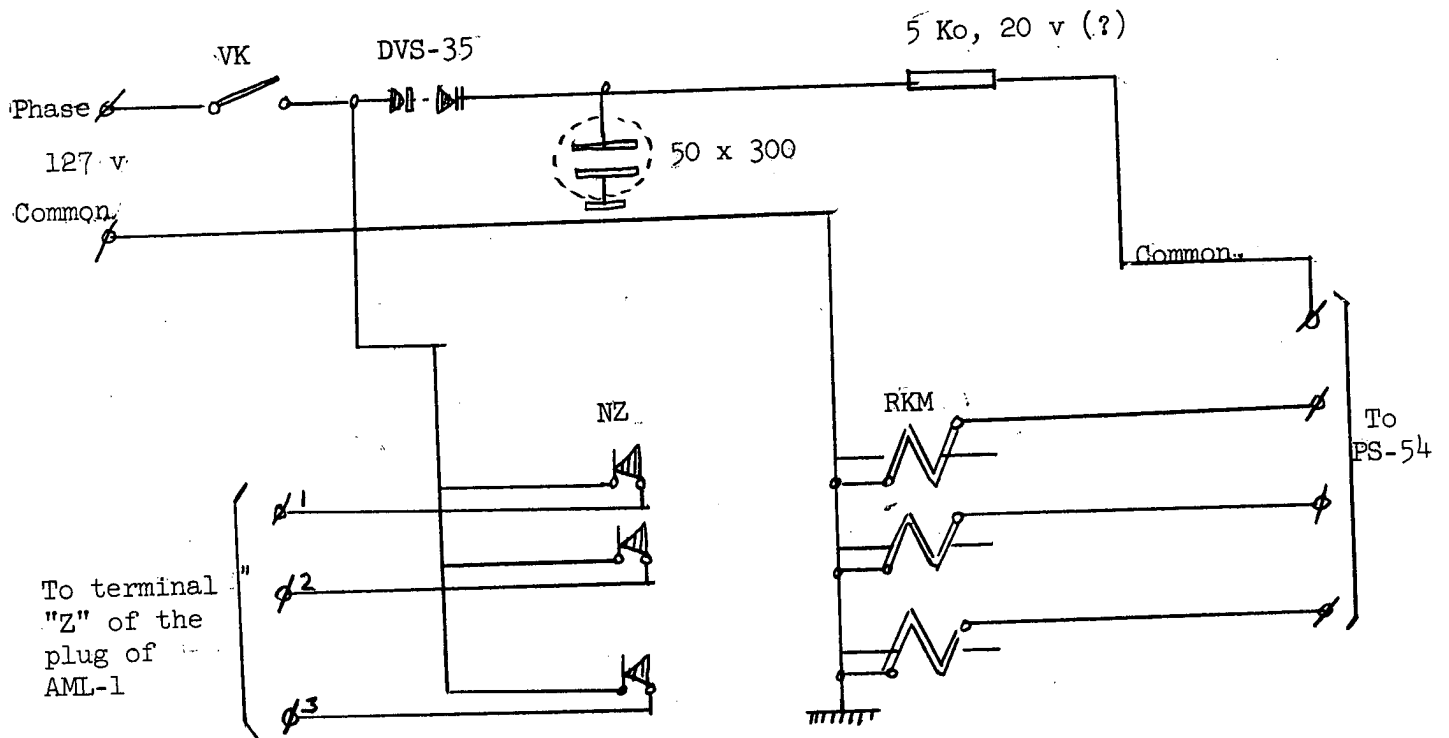 5 Ko, 20 v (?)
VK
DVS-35
Phase
127 v
50 x 300
Common
Common
NZ
RKM
To
PS-54
1
2
3
To terminal
"Z" of the
plug of
AML-1